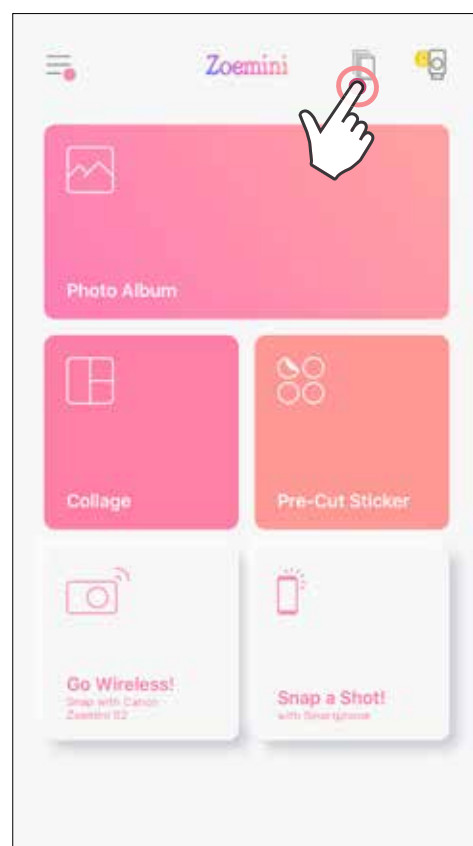 Zoemini
Photo Album
Collage
Pre-Cut Sticker
Go Wireless!
Snap with Canon
Zoemini S2
Snap a Shot!
with Smartphone